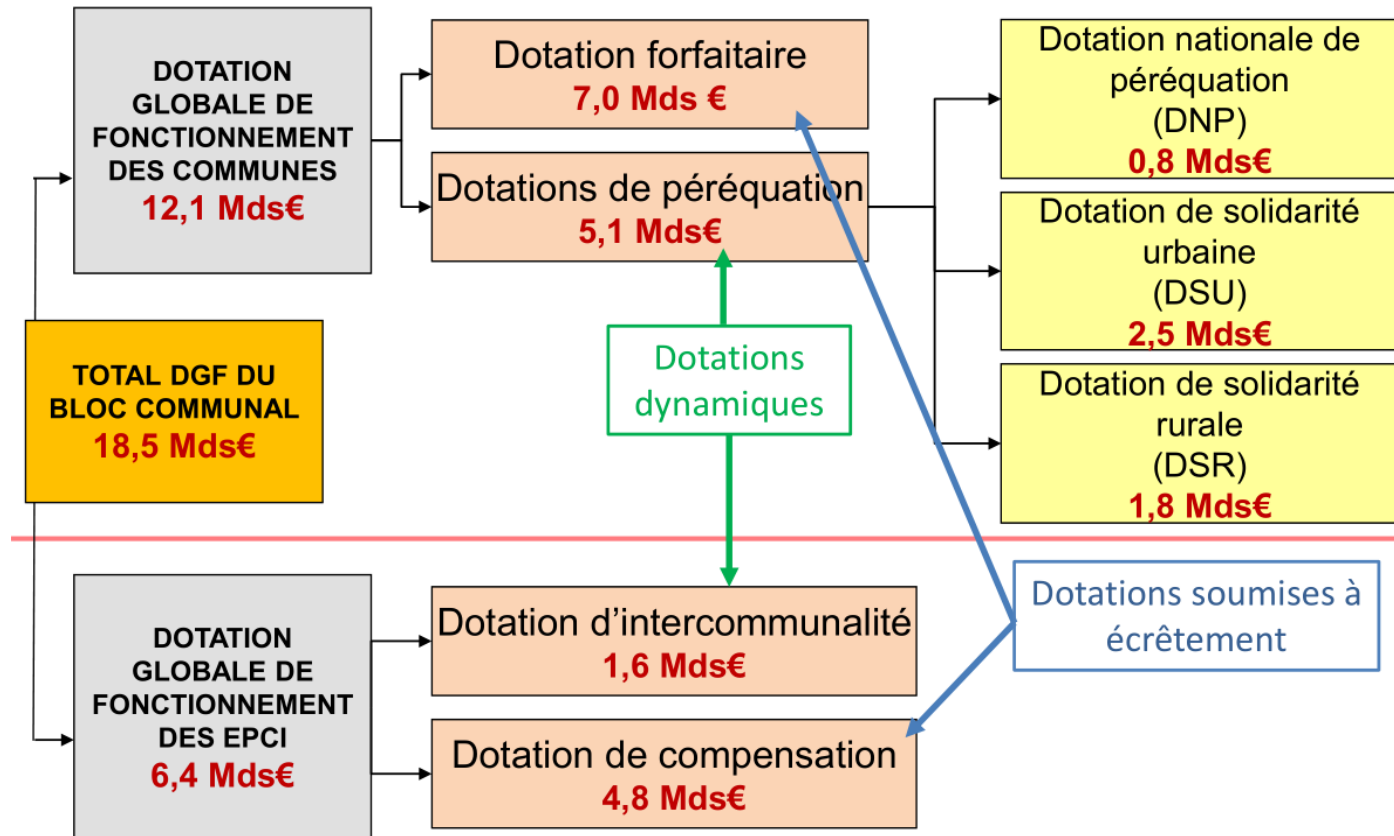 DOTATION
GLOBALE DE
FONCTIONNEMENT
DES COMMUNES
12,1 Mds€
Dotation forfaitaire
7,0 Mds €
Dotations de péréquation
5,1 Mds€
Dotation nationale de
péréquation
(DNP)
0,8 Mds€
Dotation de solidarité
urbaine
(DSU)
2,5 Mds€
Dotation de solidarité
rurale
(DSR)
1,8 Mds€
TOTAL DGF DU
BLOC COMMUNAL
18,5 Mds€
Dotations
dynamiques
DOTATION
GLOBALE DE
FONCTIONNEMENT
DES EPCI
6,4 Mds€
Dotation d’intercommunalité
1,6 Mds€
Dotation de compensation
4,8 Mds€
Dotations soumises à
écrêtement